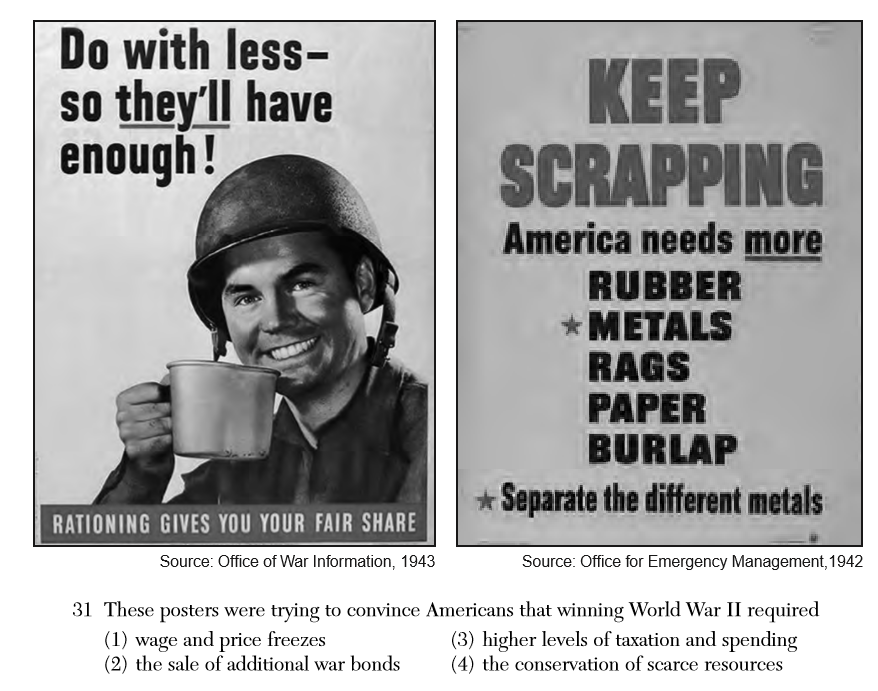 Do with less–
so they'll have
enough!
RATIONING GIVES YOU YOUR FAIR SHARE
Source: Office of War Information, 1943
KEEP
SCRAPPING
America needs more
RUBBER
★ METALS
RAGS
PAPER
BURLAP
★ Separate the different metals
Source: Office for Emergency Management,1942
31 These posters were trying to convince Americans that winning World War II required
(1) wage and price freezes
(2) the sale of additional war bonds
(3) higher levels of taxation and spending
(4) the conservation of scarce resources